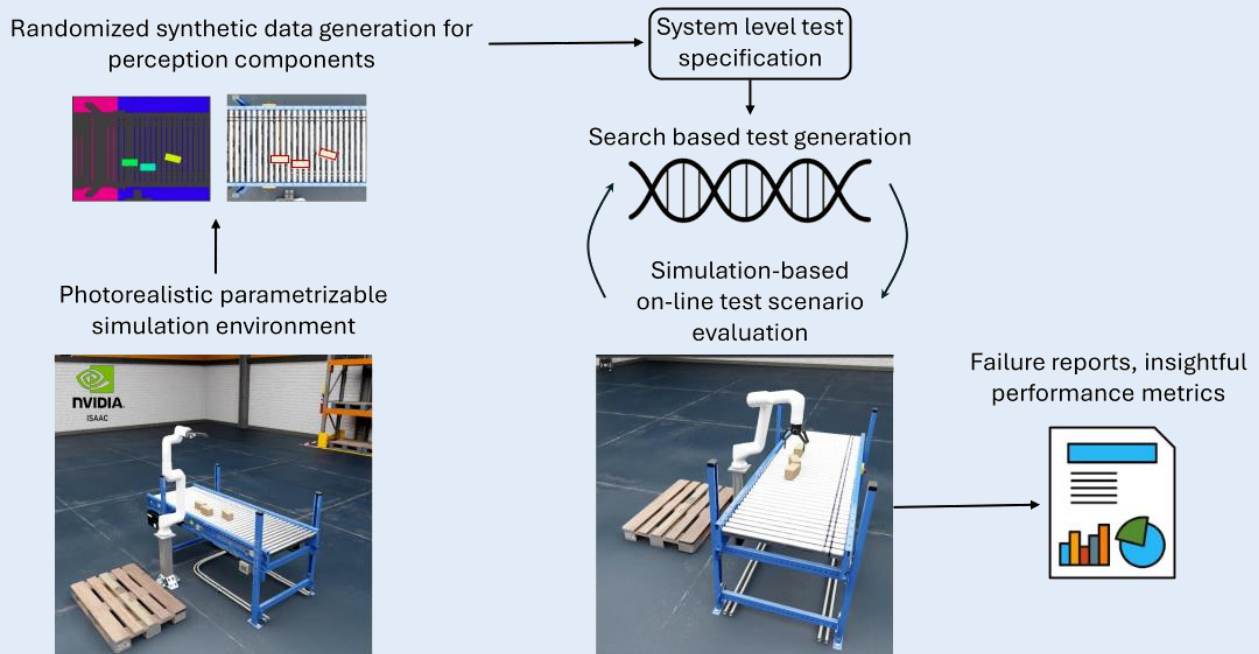 Randomized synthetic data generation for
perception components
System level test
specification
Search based test generation
Simulation-based
on-line test scenario
evaluation
Photorealistic parametrizable
simulation environment
NVIDIA.
ISAAC
Failure reports, insightful
performance metrics